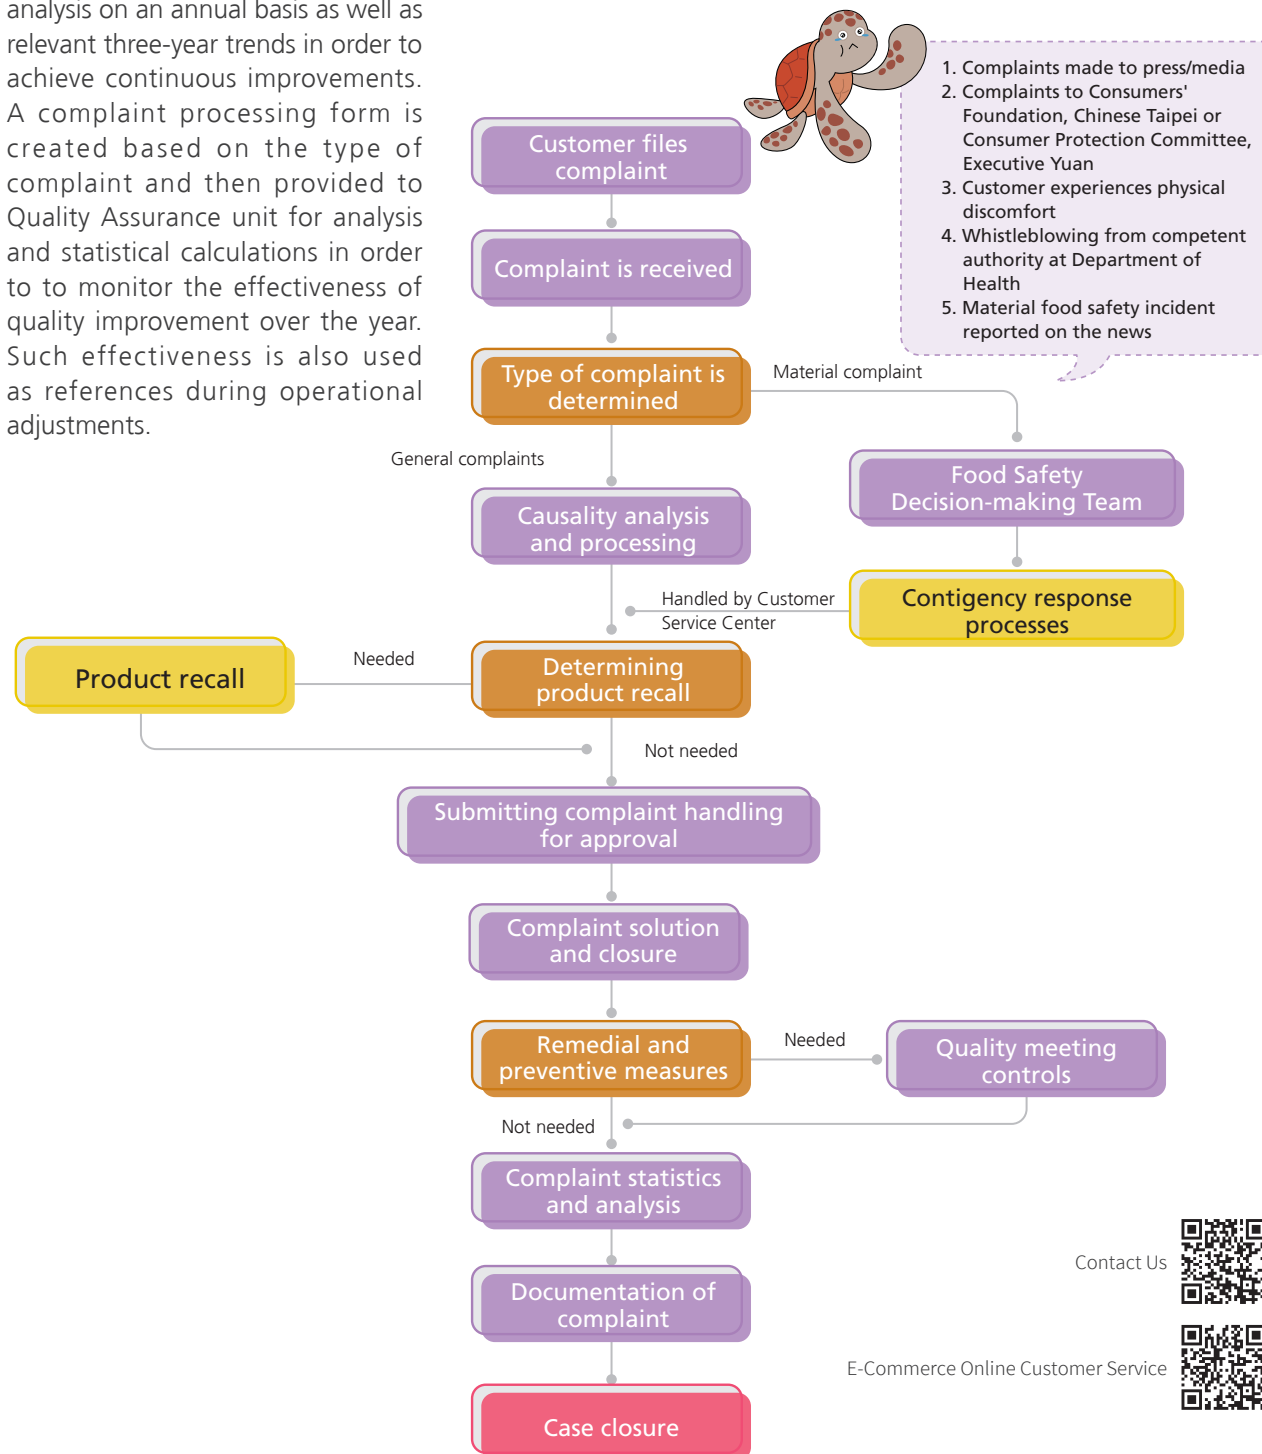 analysis on an annual basis as well as
relevant three-year trends in order to
achieve continuous improvements.
A complaint processing form is
created based on the type of
complaint and then provided to
Quality Assurance unit for analysis
and statistical calculations in order
to to monitor the effectiveness of
quality improvement over the year.
Such effectiveness is also used
as references during operational
adjustments.
1. Complaints made to press/media
2. Complaints to Consumers'
Foundation, Chinese Taipei or
Consumer Protection Committee,
Executive Yuan
3. Customer experiences physical
discomfort
4. Whistleblowing from competent
authority at Department of
Health
5. Material food safety incident
reported on the news
Customer files
complaint
Complaint is received
Type of complaint is
determined
Material complaint
General complaints
Food Safety
Decision-making Team
Causality analysis
and processing
Contigency response
processes
Handled by Customer
Service Center
Determining
product recall
Needed
Product recall
Not needed
Submitting complaint handling
for approval
Complaint solution
and closure
Remedial and
preventive measures
Needed
Quality meeting
controls
Not needed
Complaint statistics
and analysis
Documentation of
complaint
Case closure
Contact Us
E-Commerce Online Customer Service